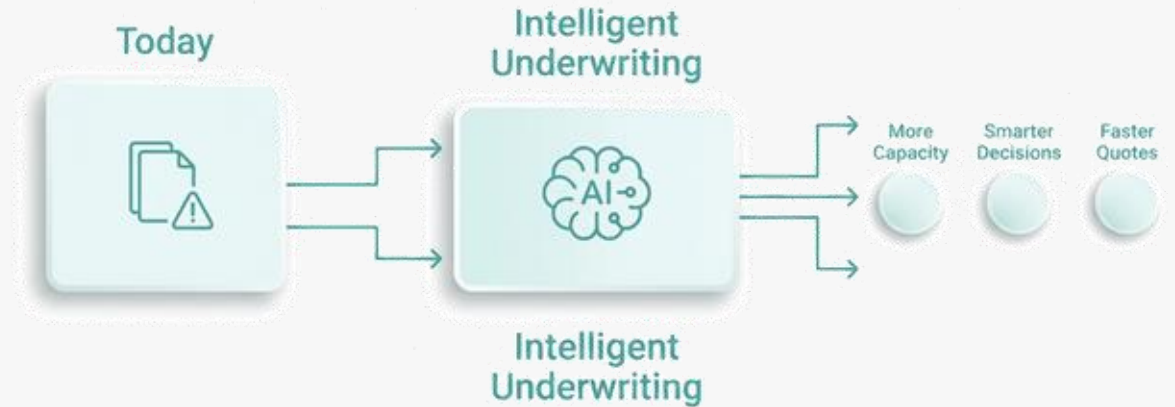 Today
Intelligent
Underwriting
AI
More
Capacity
Smarter
Decisions
Faster
Quotes
Intelligent
Underwriting